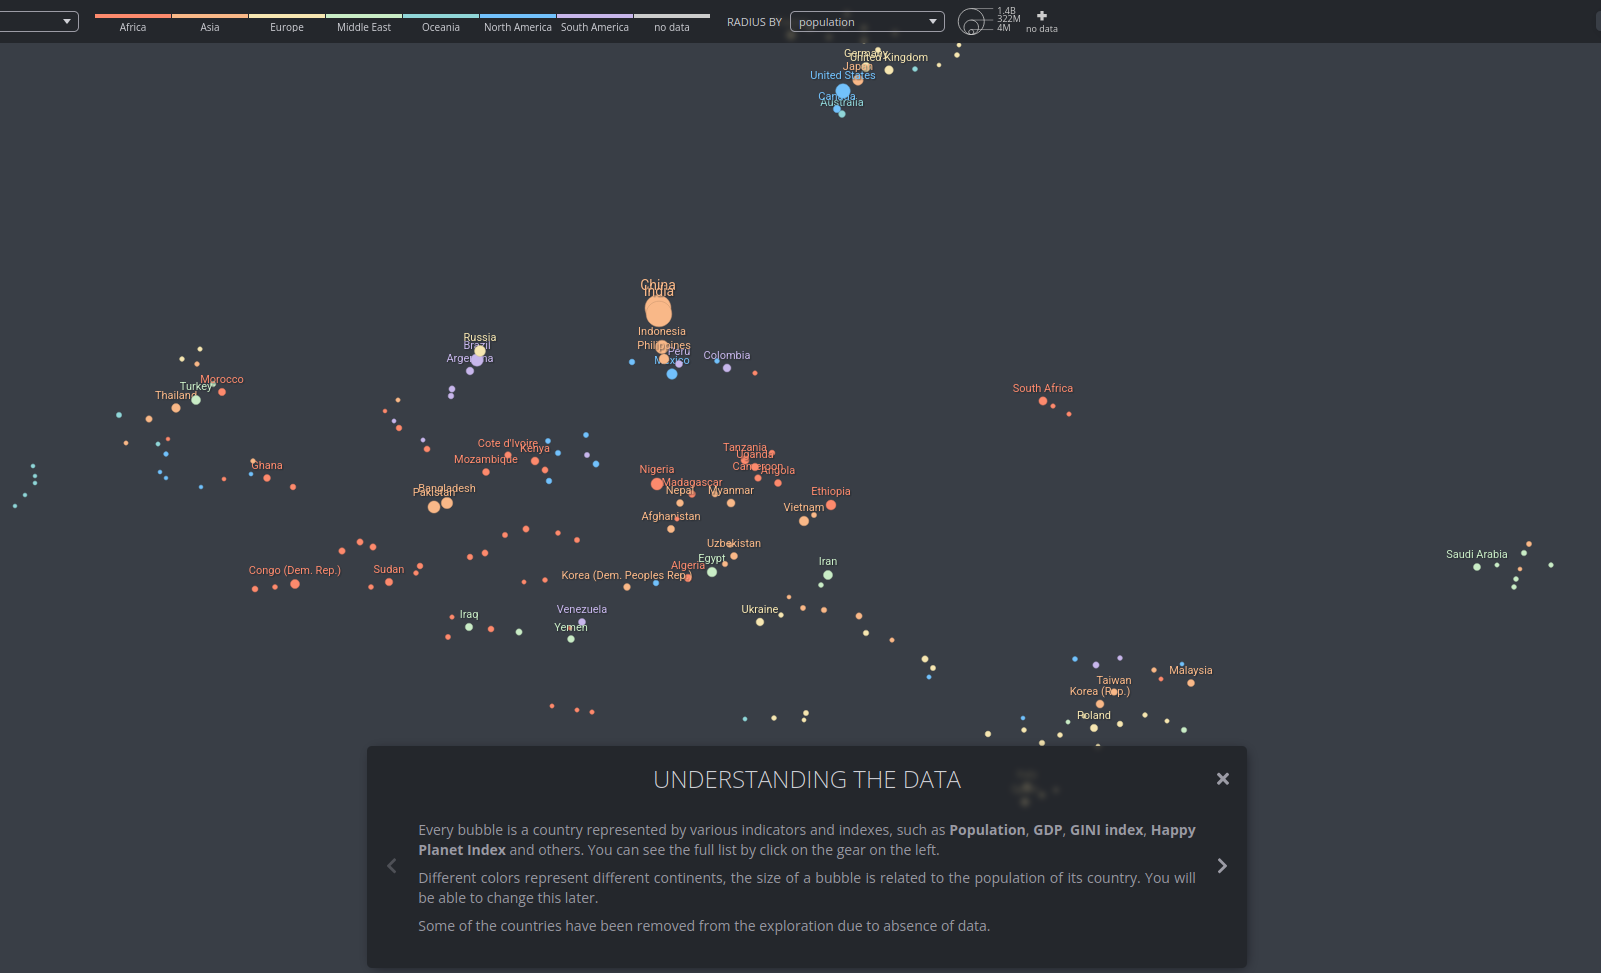 Africa
Asia
Europe
Middle East
Oceania
North America
South America
no data
RADIUS BY
population
1.4B
322M
4M
no data
Germany
United Kingdom
Japan
United States
Canada
Australia
China
India
Indonesia
Philippines
Peru
Mexico
Colombia
Russia
Brazil
Argentina
Morocco
Turkey
Thailand
South Africa
Ghana
Cote d'Ivoire
Kenya
Mozambique
Bangladesh
Pakistan
Tanzania
Uganda
Cameroon
Angola
Nigeria
Madagascar
Nepal
Myanmar
Ethiopia
Vietnam
Afghanistan
Uzbekistan
Egypt
Iran
Algeria
Korea (Dem. Peoples Rep.)
Congo (Dem. Rep.)
Sudan
Saudi Arabia
Iraq
Venezuela
Yemen
Ukraine
Malaysia
Taiwan
Korea (Rep.)
Poland
UNDERSTANDING THE DATA
Every bubble is a country represented by various indicators and indexes, such as Population, GDP, GINI index, Happy
Planet Index and others. You can see the full list by click on the gear on the left.
Different colors represent different continents, the size of a bubble is related to the population of its country. You will
be able to change this later.
Some of the countries have been removed from the exploration due to absence of data.